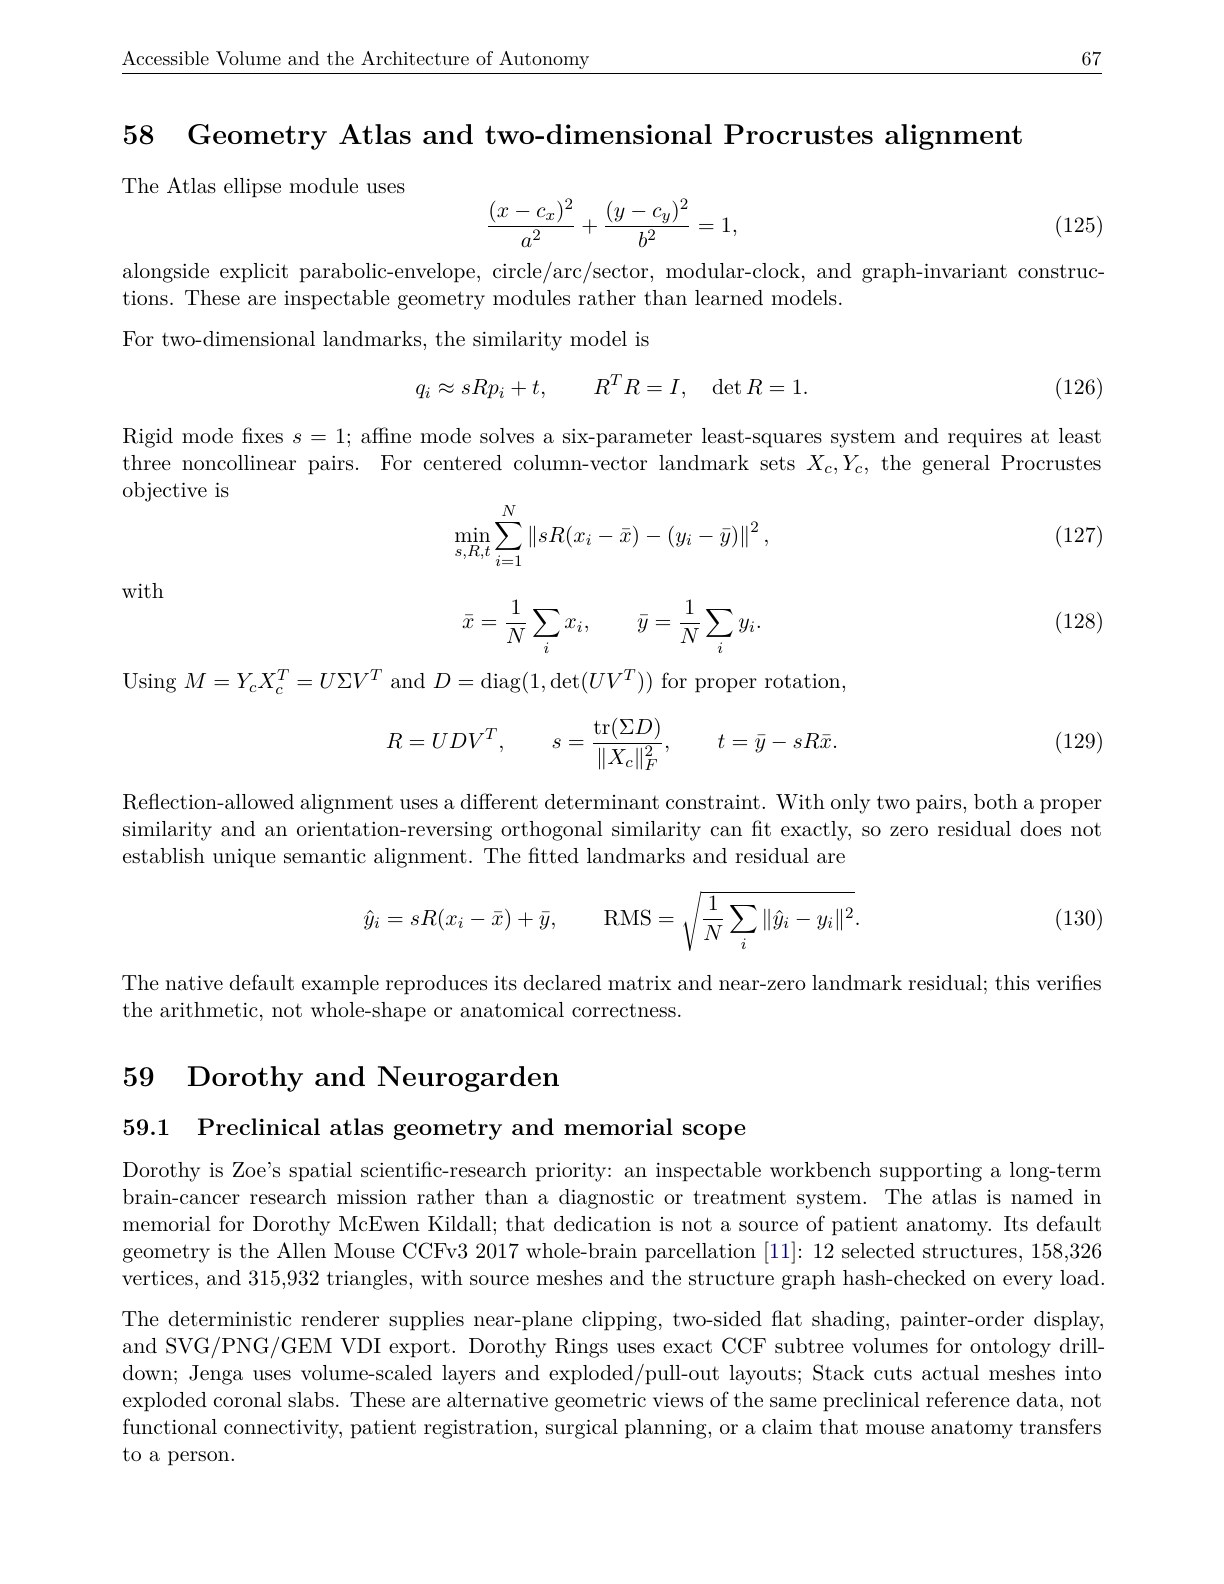 Accessible Volume and the Architecture of Autonomy 67
58 Geometry Atlas and two-dimensional Procrustes alignment
The Atlas ellipse module uses
(x − c_x)²/a² + (y − c_y)²/b² = 1, (125)
alongside explicit parabolic-envelope, circle/arc/sector, modular-clock, and graph-invariant construc-
tions. These are inspectable geometry modules rather than learned models.
For two-dimensional landmarks, the similarity model is
q_i ≈ sRp_i + t, R^T R = I, det R = 1. (126)
Rigid mode fixes s = 1; affine mode solves a six-parameter least-squares system and requires at least
three noncollinear pairs. For centered column-vector landmark sets X_c, Y_c, the general Procrustes
objective is
min_{s,R,t} ∑_{i=1}^{N} ‖sR(x_i − x̄) − (y_i − ȳ)‖², (127)
with
x̄ = 1/N ∑_i x_i, ȳ = 1/N ∑_i y_i. (128)
Using M = Y_c X_c^T = UΣV^T and D = diag(1, det(UV^T)) for proper rotation,
R = UDV^T, s = tr(ΣD)/‖X_c‖²_F, t = ȳ − sRx̄. (129)
Reflection-allowed alignment uses a different determinant constraint. With only two pairs, both a proper
similarity and an orientation-reversing orthogonal similarity can fit exactly, so zero residual does not
establish unique semantic alignment. The fitted landmarks and residual are
ŷ_i = sR(x_i − x̄) + ȳ, RMS = √(1/N ∑_i ‖ŷ_i − y_i‖²). (130)
The native default example reproduces its declared matrix and near-zero landmark residual; this verifies
the arithmetic, not whole-shape or anatomical correctness.
59 Dorothy and Neurogarden
59.1 Preclinical atlas geometry and memorial scope
Dorothy is Zoe's spatial scientific-research priority: an inspectable workbench supporting a long-term
brain-cancer research mission rather than a diagnostic or treatment system. The atlas is named in
memorial for Dorothy McEwen Kildall; that dedication is not a source of patient anatomy. Its default
geometry is the Allen Mouse CCFv3 2017 whole-brain parcellation [11]: 12 selected structures, 158,326
vertices, and 315,932 triangles, with source meshes and the structure graph hash-checked on every load.
The deterministic renderer supplies near-plane clipping, two-sided flat shading, painter-order display,
and SVG/PNG/GEM VDI export. Dorothy Rings uses exact CCF subtree volumes for ontology drill-
down; Jenga uses volume-scaled layers and exploded/pull-out layouts; Stack cuts actual meshes into
exploded coronal slabs. These are alternative geometric views of the same preclinical reference data, not
functional connectivity, patient registration, surgical planning, or a claim that mouse anatomy transfers
to a person.